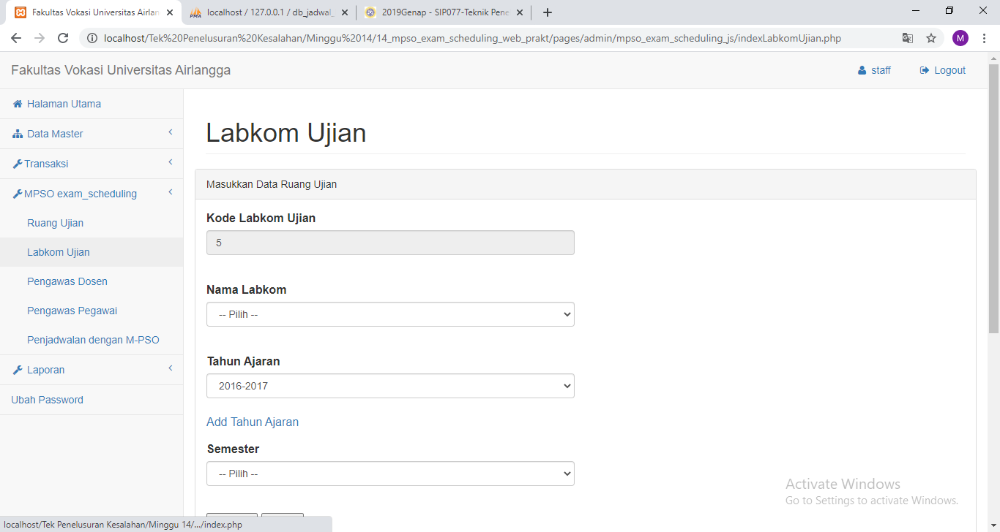 Fakultas Vokasi Universitas Airlan
localhost / 127.0.0.1 / db_jadwal_
2019Genap - SIP077-Teknik Pene
localhost/Tek%20Penelusuran%20Kesalahan/Minggu%2014/14_mpso_exam_scheduling_web_prakt/pages/admin/mpso_exam_scheduling_js/indexLabkomUjian.php
M
Fakultas Vokasi Universitas Airlangga
staff
Logout
Halaman Utama
Data Master
Transaksi
MPSO exam_scheduling
Ruang Ujian
Labkom Ujian
Pengawas Dosen
Pengawas Pegawai
Penjadwalan dengan M-PSO
Laporan
Ubah Password
Labkom Ujian
Masukkan Data Ruang Ujian
Kode Labkom Ujian
5
Nama Labkom
-- Pilih --
Tahun Ajaran
2016-2017
Add Tahun Ajaran
Semester
-- Pilih --
Activate Windows
Go to Settings to activate Windows.
localhost/Tek Penelusuran Kesalahan/Minggu 14/.../index.php